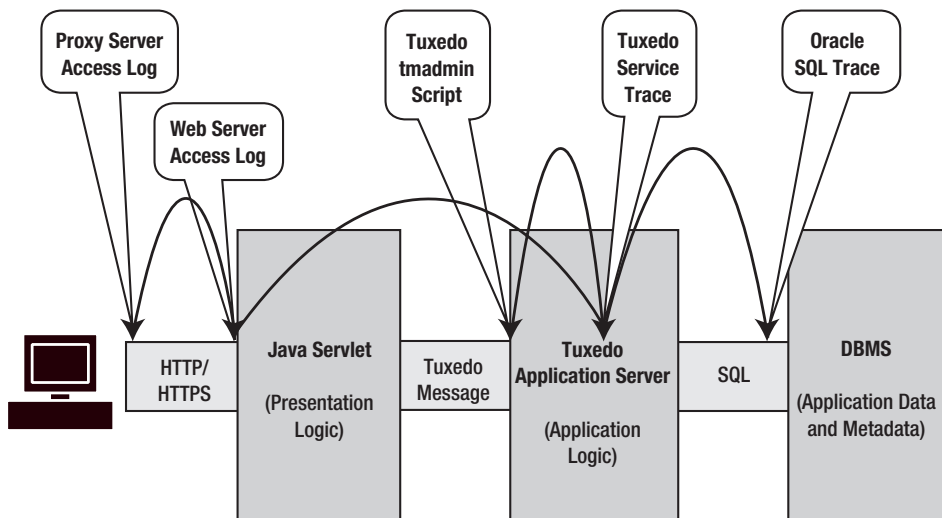 Proxy Server
Access Log
Web Server
Access Log
Tuxedo
tmadmin
Script
Tuxedo
Service
Trace
Oracle
SQL Trace
HTTP/
HTTPS
Java Servlet
(Presentation
Logic)
Tuxedo
Message
Tuxedo
Application Server
(Application
Logic)
SQL
DBMS
(Application Data
and Metadata)